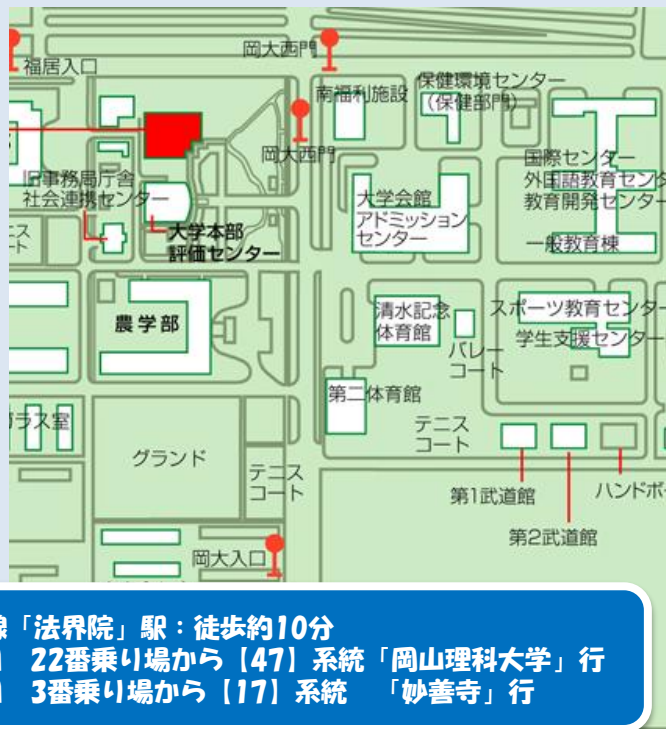 岡大西門
福居入口
南福利施設
保健環境センター
(保健部門)
岡大西門
国際センター
外国語教育センタ
教育開発センター
旧事務局庁舎
社会連携センター
大学会館
アドミッション
センター
大学本部
評価センター
一般教育棟
農学部
清水記念
体育館
スポーツ教育センター
学生支援センター
バレー
コート
第二体育館
テニス
コート
ラス室
グランド
テニス
コート
第1武道館
ハンドボ
第2武道館
岡大入口
線「法界院」駅:徒歩約10分
22番乗り場から【47】系統「岡山理科大学」行
3番乗り場から【17】系統 「妙善寺」行